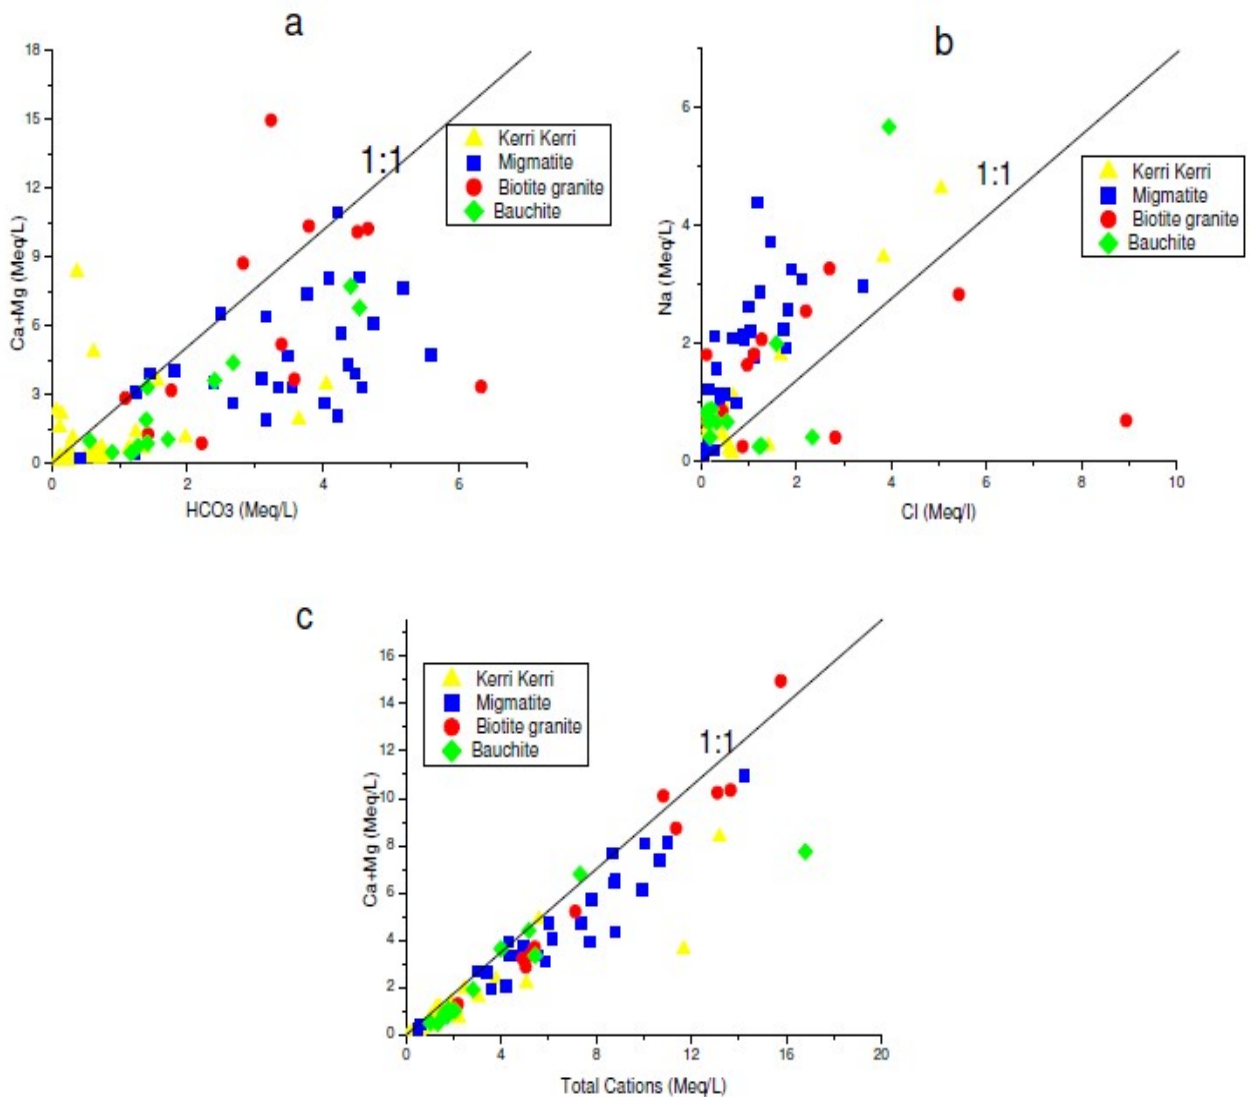 a
18
15
12
9
6
3
0
Ca+Mg (Meq/L)
1:1
Kerri Kerri
Migmatite
Biotite granite
Bauchite
0 2 4 6
HCO3 (Meq/L)
b
6
4
2
0
Na (Meq/L)
1:1
Kerri Kerri
Migmatite
Biotite granite
Bauchite
0 2 4 6 8 10
Cl (Meq/l)
c
16
14
12
10
8
6
4
2
0
Ca+Mg (Meq/L)
Kerri Kerri
Migmatite
Biotite granite
Bauchite
1:1
0 4 8 12 16 20
Total Cations (Meq/L)